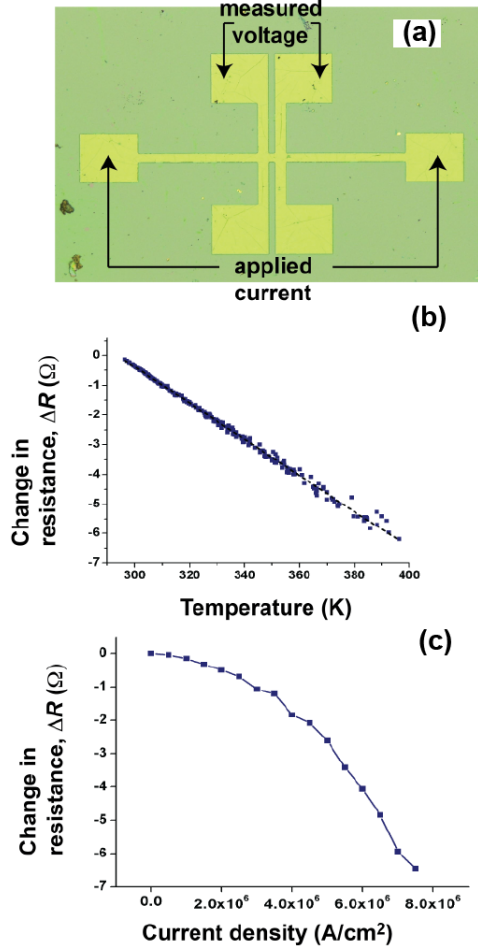 measured
voltage
(a)
applied
current
(b)
0
-1
-2
-3
-4
-5
-6
-7
Change in
resistance, ΔR (Ω)
300
320
340
360
380
400
Temperature (K)
(c)
0
-1
-2
-3
-4
-5
-6
-7
Change in
resistance, ΔR (Ω)
0.0
2.0x10⁶
4.0x10⁶
6.0x10⁶
8.0x10⁶
Current density (A/cm²)